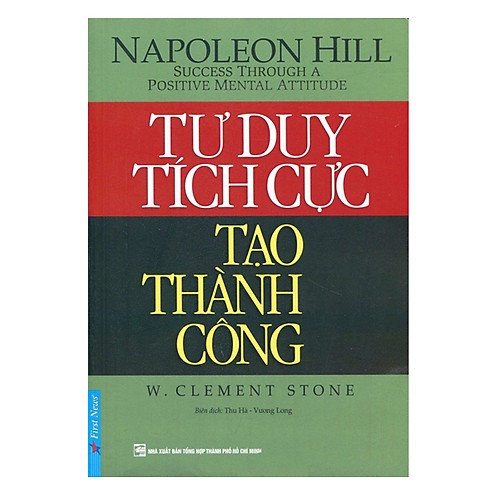 NAPOLEON HILL
SUCCESS THROUGH A
POSITIVE MENTAL ATTITUDE
TƯ DUY
TÍCH CỰC
TẠO
THÀNH
CÔNG
W. CLEMENT STONE
Biên dịch: Thu Hà - Vương Long
First News
NHÀ XUẤT BẢN TỔNG HỢP THÀNH PHỐ HỒ CHÍ MINH